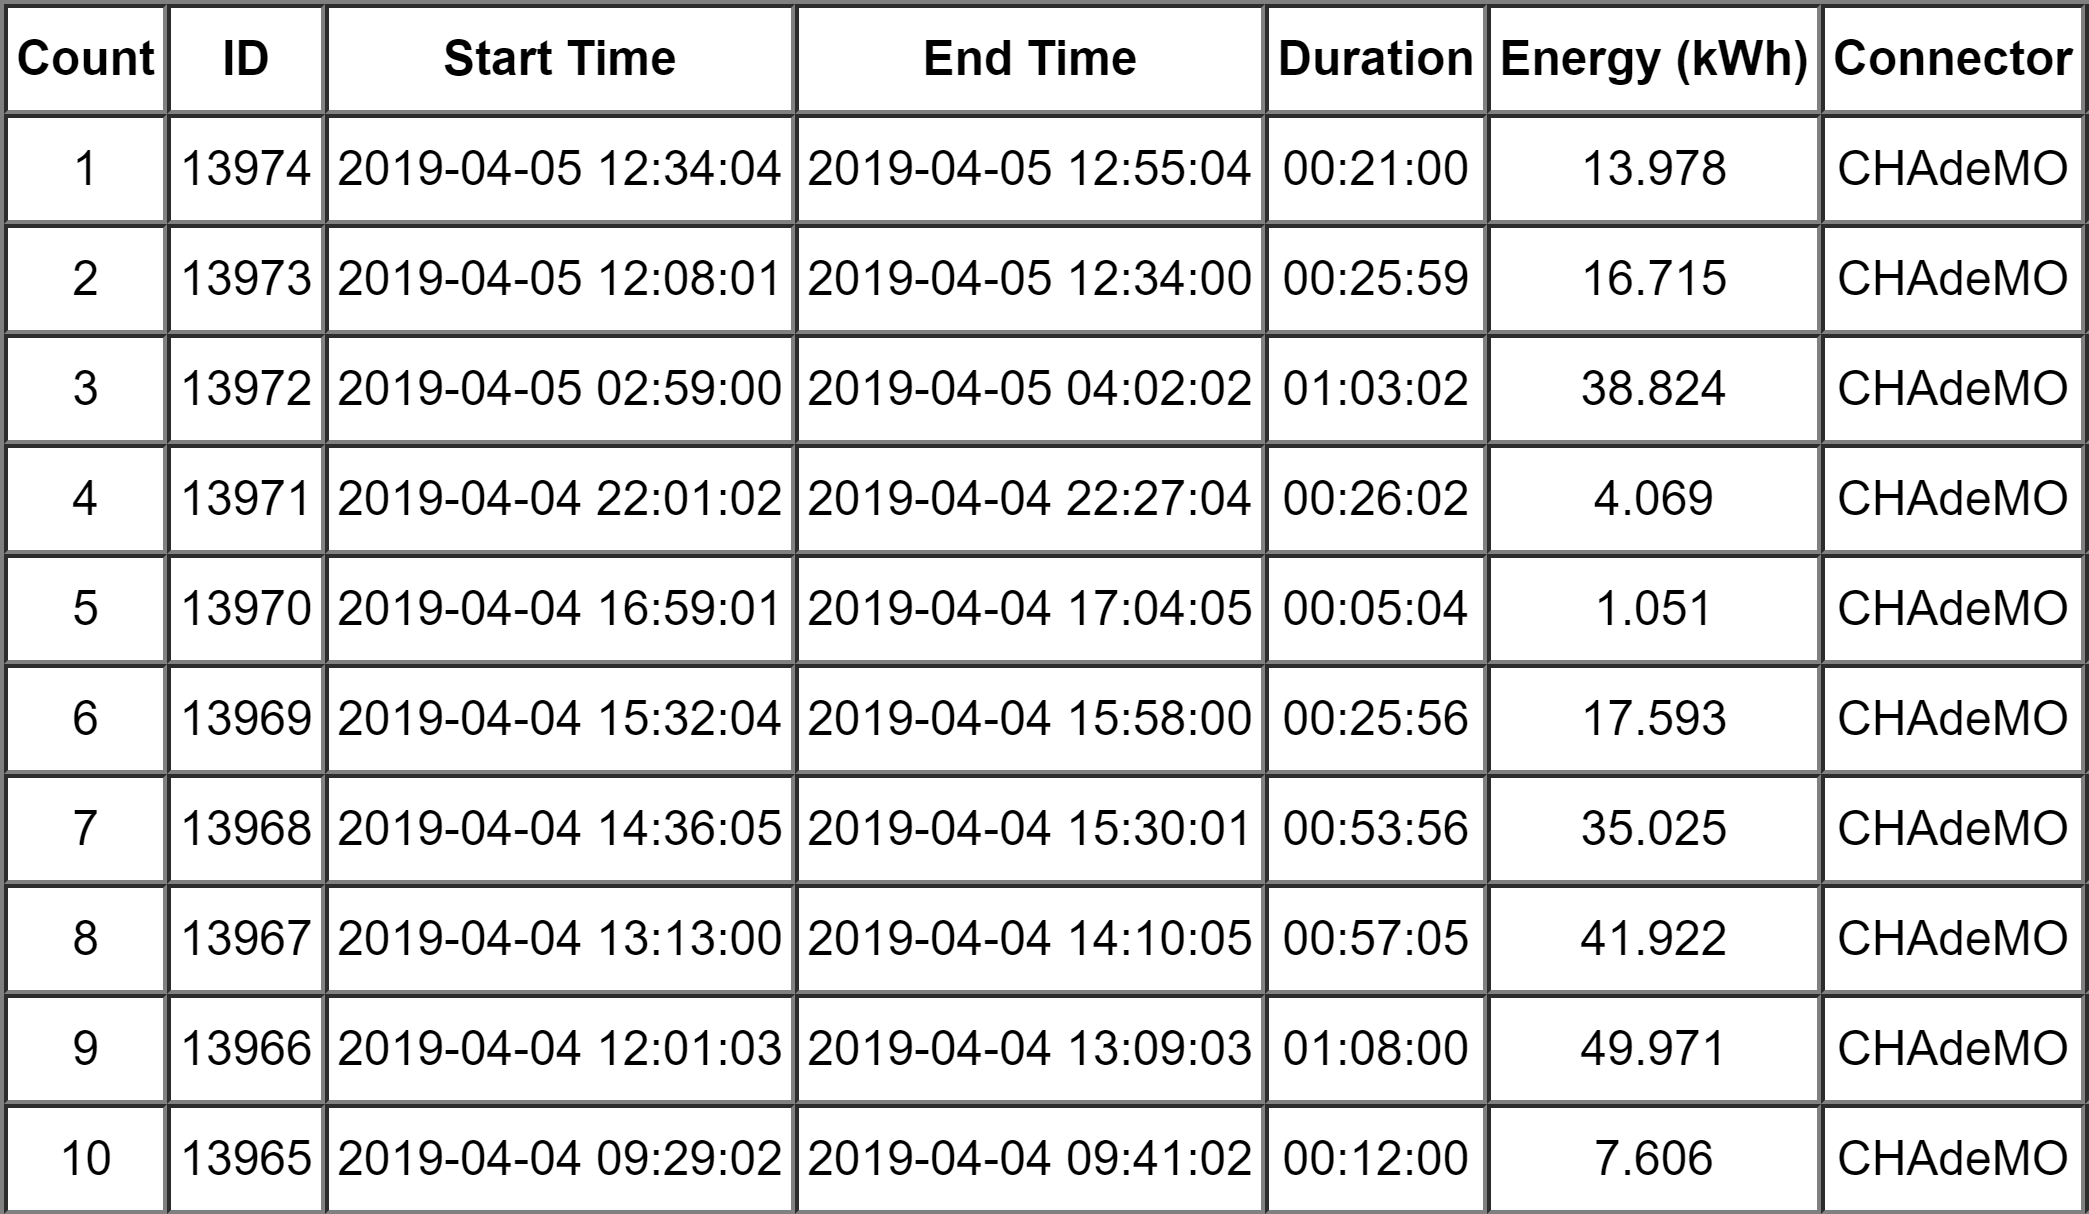 Count ID Start Time End Time Duration Energy (kWh) Connector
1 13974 2019-04-05 12:34:04 2019-04-05 12:55:04 00:21:00 13.978 CHAdeMO
2 13973 2019-04-05 12:08:01 2019-04-05 12:34:00 00:25:59 16.715 CHAdeMO
3 13972 2019-04-05 02:59:00 2019-04-05 04:02:02 01:03:02 38.824 CHAdeMO
4 13971 2019-04-04 22:01:02 2019-04-04 22:27:04 00:26:02 4.069 CHAdeMO
5 13970 2019-04-04 16:59:01 2019-04-04 17:04:05 00:05:04 1.051 CHAdeMO
6 13969 2019-04-04 15:32:04 2019-04-04 15:58:00 00:25:56 17.593 CHAdeMO
7 13968 2019-04-04 14:36:05 2019-04-04 15:30:01 00:53:56 35.025 CHAdeMO
8 13967 2019-04-04 13:13:00 2019-04-04 14:10:05 00:57:05 41.922 CHAdeMO
9 13966 2019-04-04 12:01:03 2019-04-04 13:09:03 01:08:00 49.971 CHAdeMO
10 13965 2019-04-04 09:29:02 2019-04-04 09:41:02 00:12:00 7.606 CHAdeMO